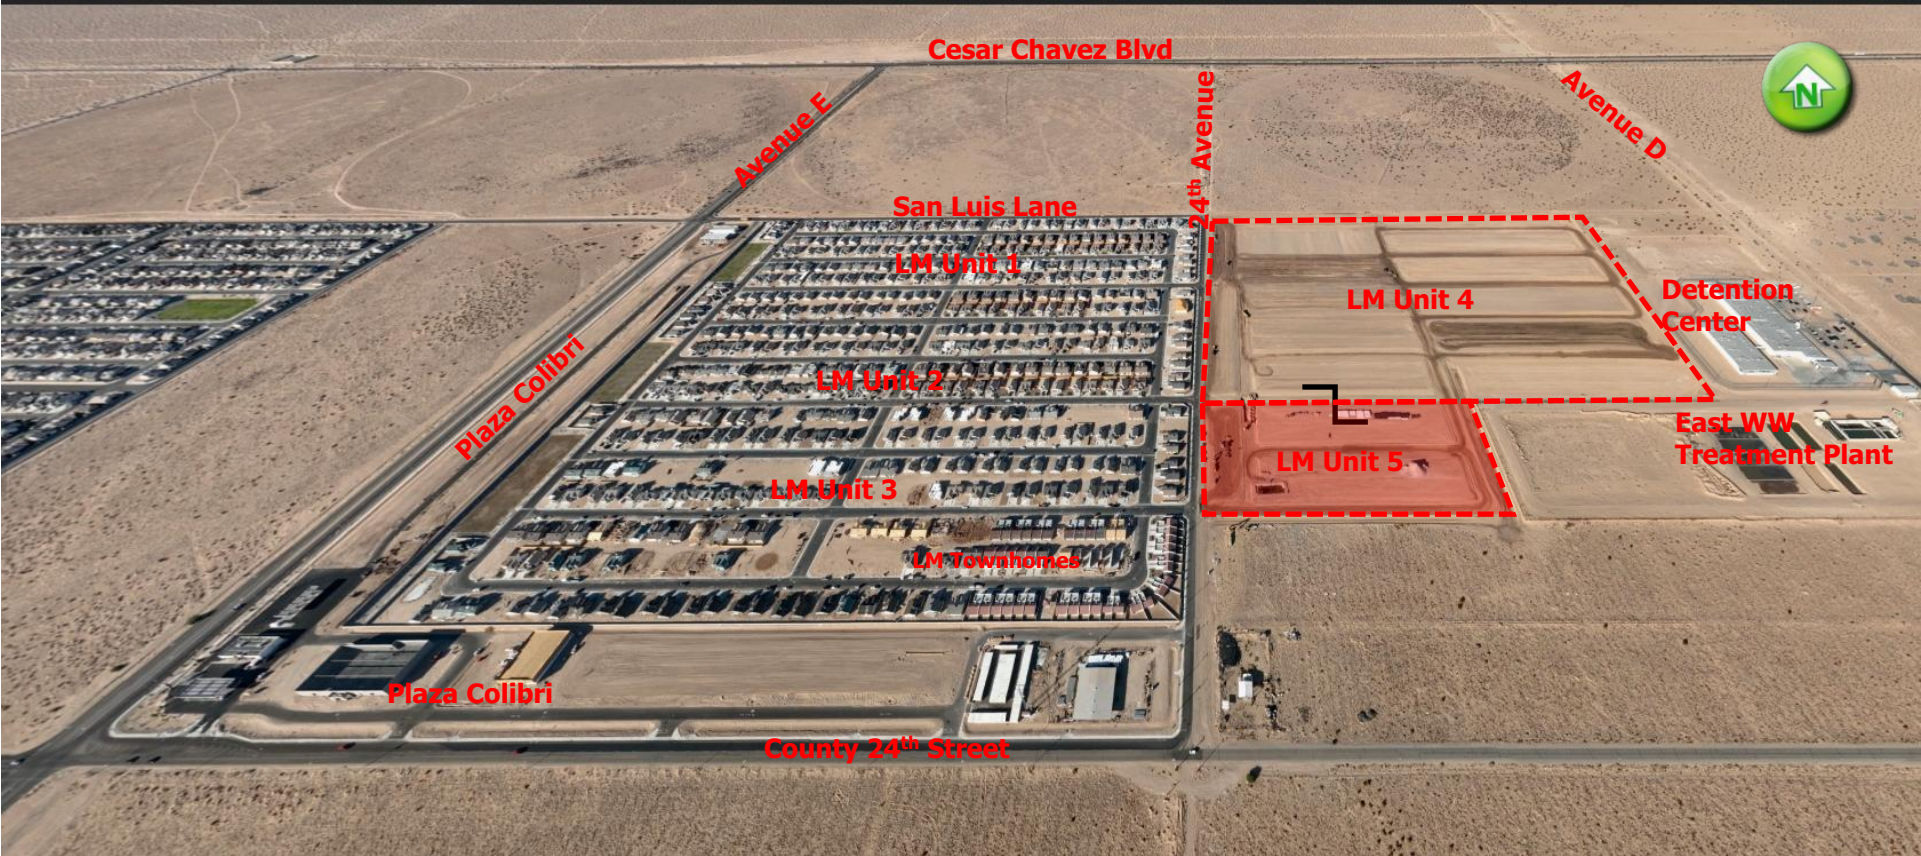 Cesar Chavez Blvd
Avenue E
24th Avenue
Avenue D
N
San Luis Lane
LM Unit 1
LM Unit 4
Detention
Center
Plaza Colibri
LM Unit 2
East WW
Treatment Plant
LM Unit 5
LM Unit 3
LM Townhomes
Plaza Colibri
County 24th Street